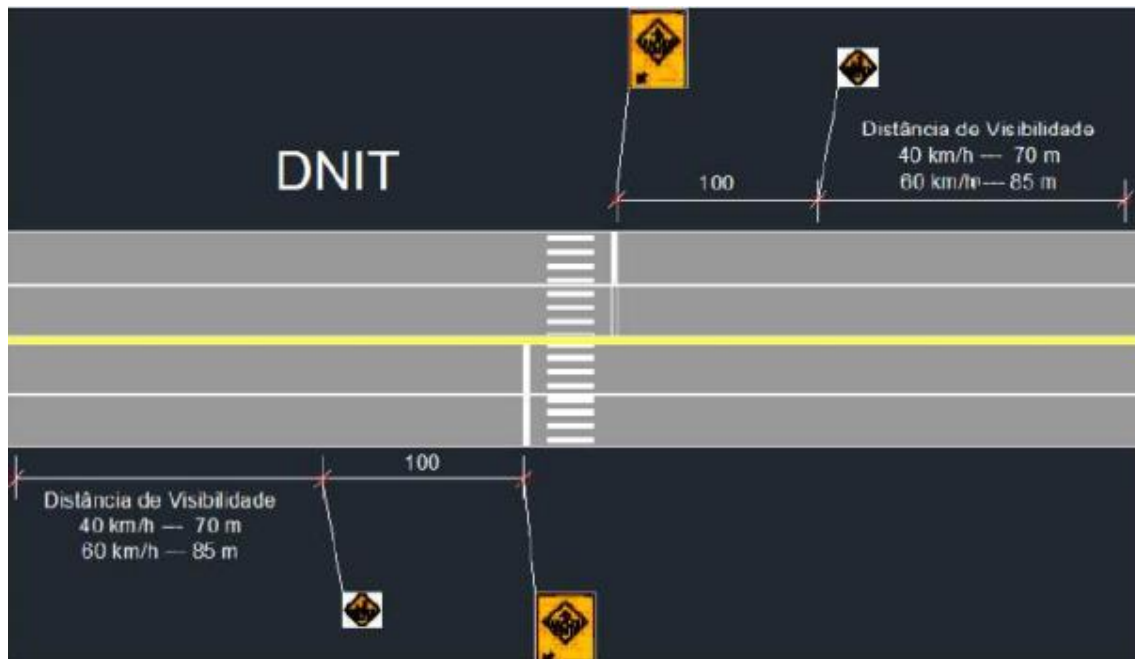 DNIT
100
Distância de Visibilidade
40 km/h --- 70 m
60 km/h --- 85 m
100
Distância de Visibilidade
40 km/h --- 70 m
60 km/h --- 85 m